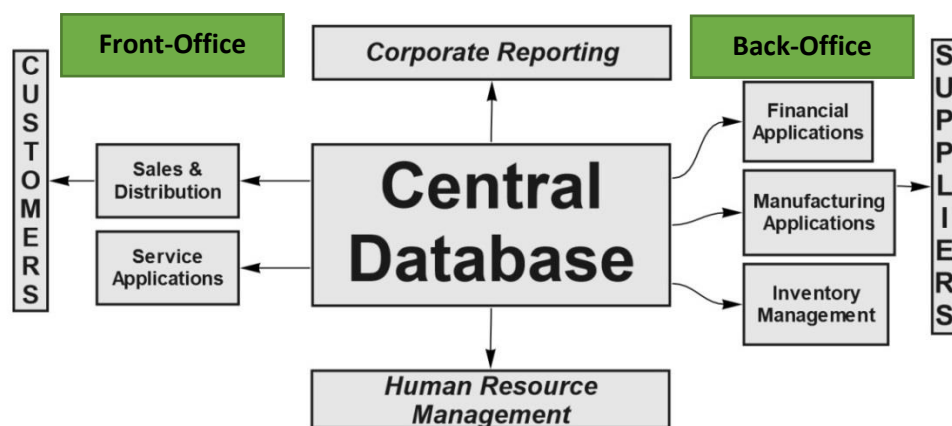 Front-Office
Corporate Reporting
Back-Office
CUSTOMERS
Sales &
Distribution
Service
Applications
Central
Database
Financial
Applications
Manufacturing
Applications
Inventory
Management
SUPPLIERS
Human Resource
Management